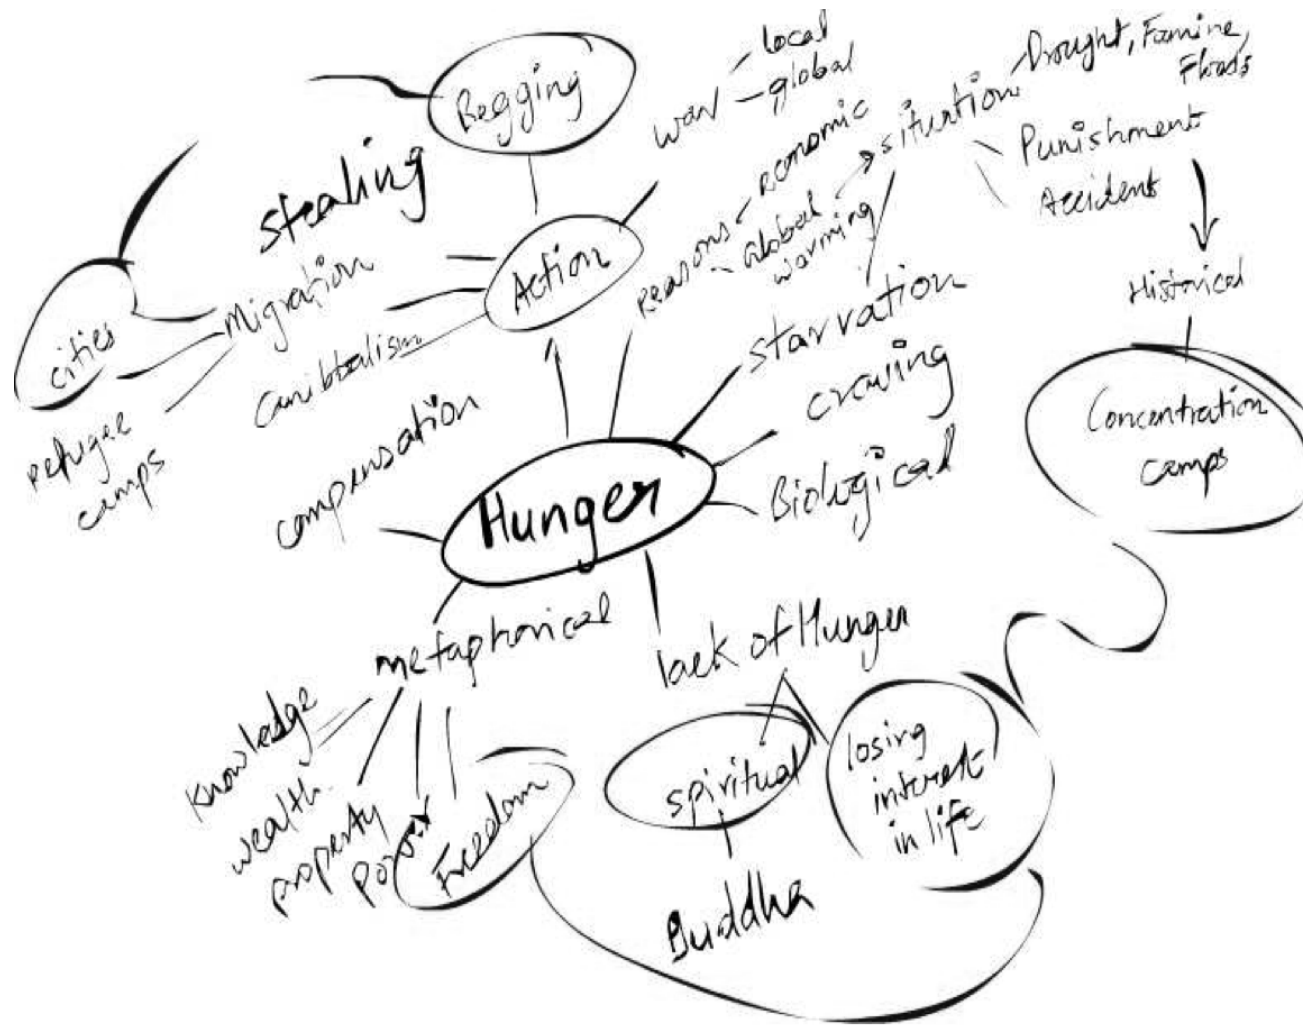 Begging
local
war
global
Drought, Famine,
Floods
situation
economic
Punishment
Accident
stealing
Reasons
Global
warming
Action
Migration
Historical
cities
starvation
Canibbalism
craving
Concentration
camps
refugee
camps
compensation
Biological
Hunger
metaphorical
lack of Hunger
Knowledge
wealth
property
Power
Freedom
spiritual
losing
interest
in life
Buddha